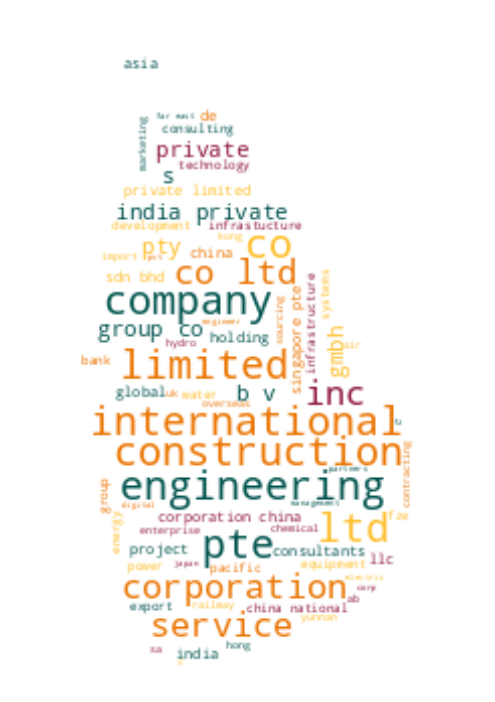 asia
far east de
consulting
marketing
private
technology
s
private limited
india private
development infrastucture
kong
pty china co
import
sdn bhd co ltd
company
engineer
group co holding
sourcing
singapore pte
infrastructure
systems
hydro
gmbh
air
bank limited
global uk water b v inc
overseas
international u
construction
partners
contracting
engineering
group
digital management
corporation china ltd fze
energy
enterprise chemical
pte
project consultants
japan llc
power pacific equipment
electric
corporation corp
ab
export railway china national
service yunnan
hong
sa india